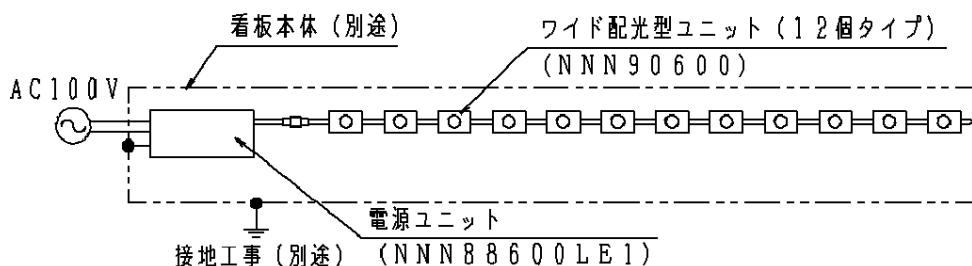 看板本体（別途）
ワイド配光型ユニット（１２個タイプ）
（ＮＮＮ９０６００）
ＡＣ１００Ｖ
電源ユニット
（ＮＮＮ８８６００ＬＥ１）
接地工事（別途）